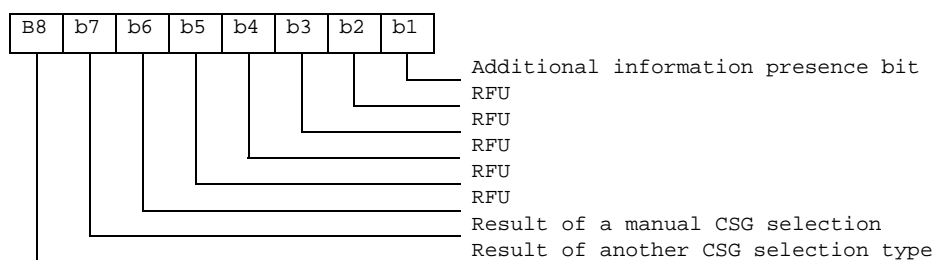 B8 b7 b6 b5 b4 b3 b2 b1
Additional information presence bit
RFU
RFU
RFU
RFU
RFU
Result of a manual CSG selection
Result of another CSG selection type